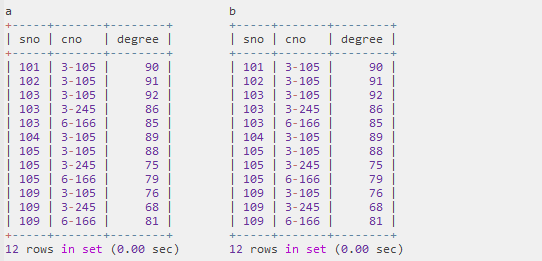 a                                 b
+-----+-------+--------+        +-----+-------+--------+
| sno | cno   | degree |        | sno | cno   | degree |
+-----+-------+--------+        +-----+-------+--------+
| 101 | 3-105 |     90 |        | 101 | 3-105 |     90 |
| 102 | 3-105 |     91 |        | 102 | 3-105 |     91 |
| 103 | 3-105 |     92 |        | 103 | 3-105 |     92 |
| 103 | 3-245 |     86 |        | 103 | 3-245 |     86 |
| 103 | 6-166 |     85 |        | 103 | 6-166 |     85 |
| 104 | 3-105 |     89 |        | 104 | 3-105 |     89 |
| 105 | 3-105 |     88 |        | 105 | 3-105 |     88 |
| 105 | 3-245 |     75 |        | 105 | 3-245 |     75 |
| 105 | 6-166 |     79 |        | 105 | 6-166 |     79 |
| 109 | 3-105 |     76 |        | 109 | 3-105 |     76 |
| 109 | 3-245 |     68 |        | 109 | 3-245 |     68 |
| 109 | 6-166 |     81 |        | 109 | 6-166 |     81 |
+-----+-------+--------+        +-----+-------+--------+
12 rows in set (0.00 sec)       12 rows in set (0.00 sec)